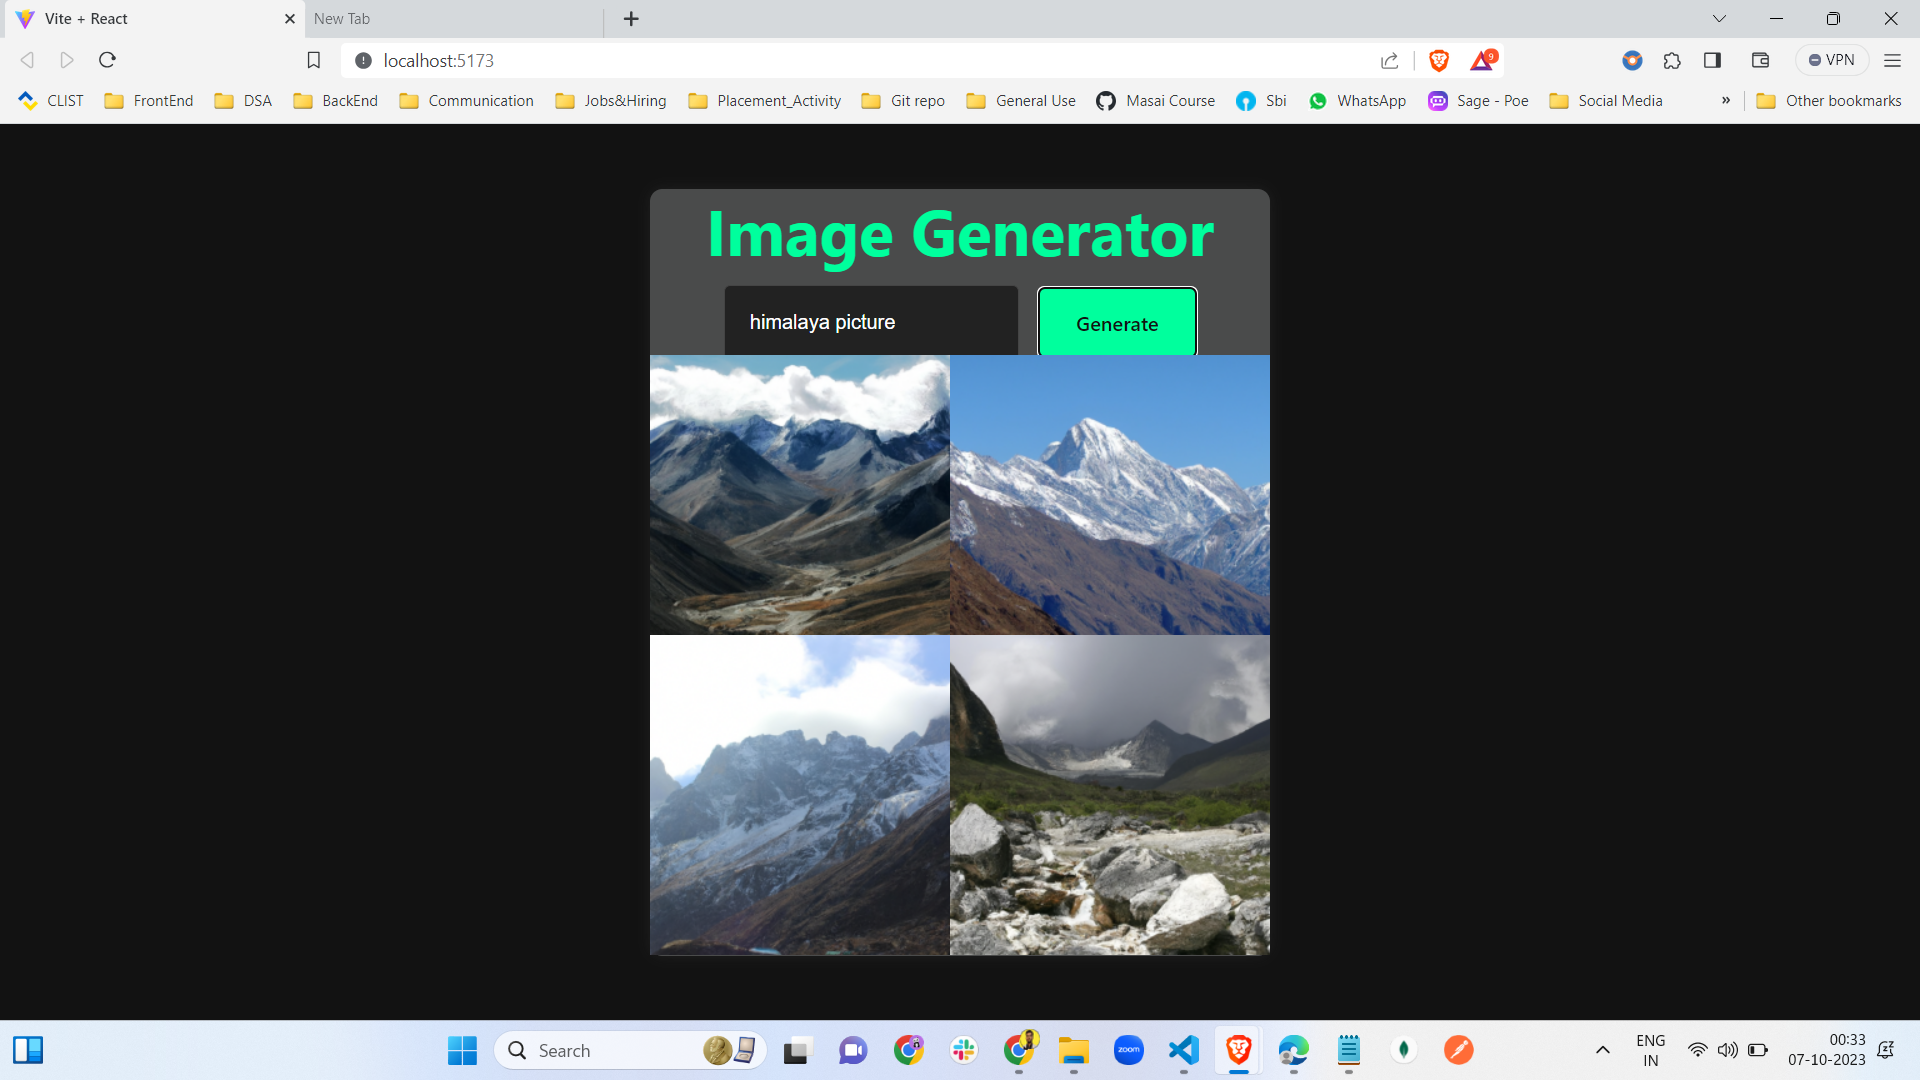 Vite + React
New Tab
localhost:5173
9
VPN
CLIST FrontEnd DSA BackEnd Communication Jobs&Hiring Placement_Activity Git repo General Use Masai Course Sbi WhatsApp Sage - Poe Social Media » Other bookmarks
Image Generator
himalaya picture
Generate
Search
zoom
ENG
IN
00:33
07-10-2023